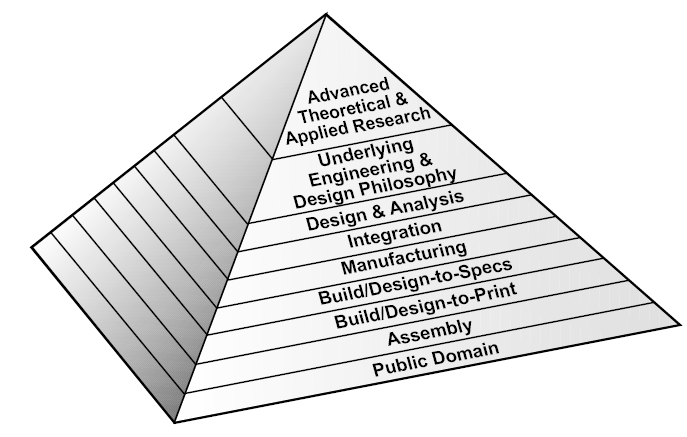 Advanced
Theoretical &
Applied Research
Underlying
Engineering &
Design Philosophy
Design & Analysis
Integration
Manufacturing
Build/Design-to-Specs
Build/Design-to-Print
Assembly
Public Domain